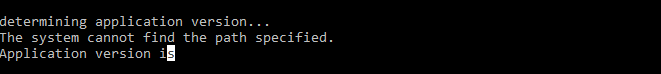 determining application version...
The system cannot find the path specified.
Application version is